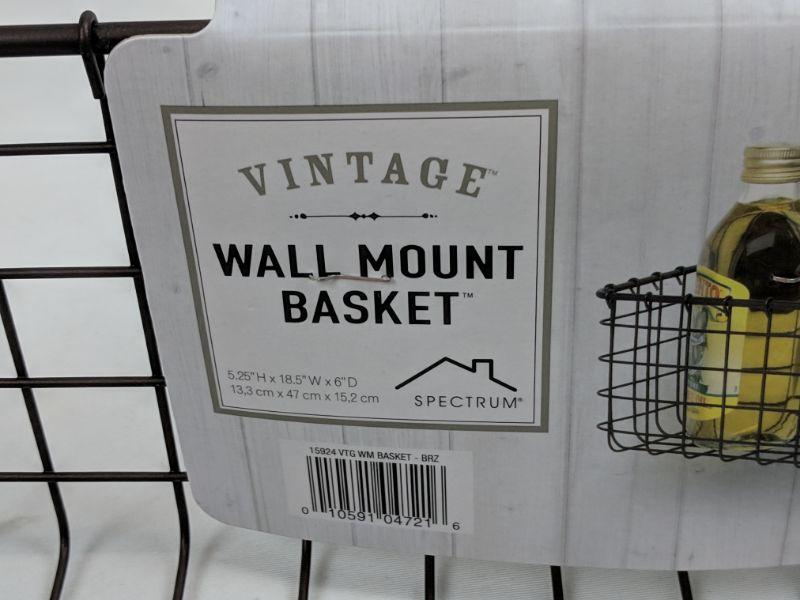 VINTAGE™
WALL MOUNT
BASKET™
5.25"H x 18.5"W x 6"D
13,3 cm x 47 cm x 15,2 cm
SPECTRUM®
15924 VTG WM BASKET - BRZ
0 10591 04721 6